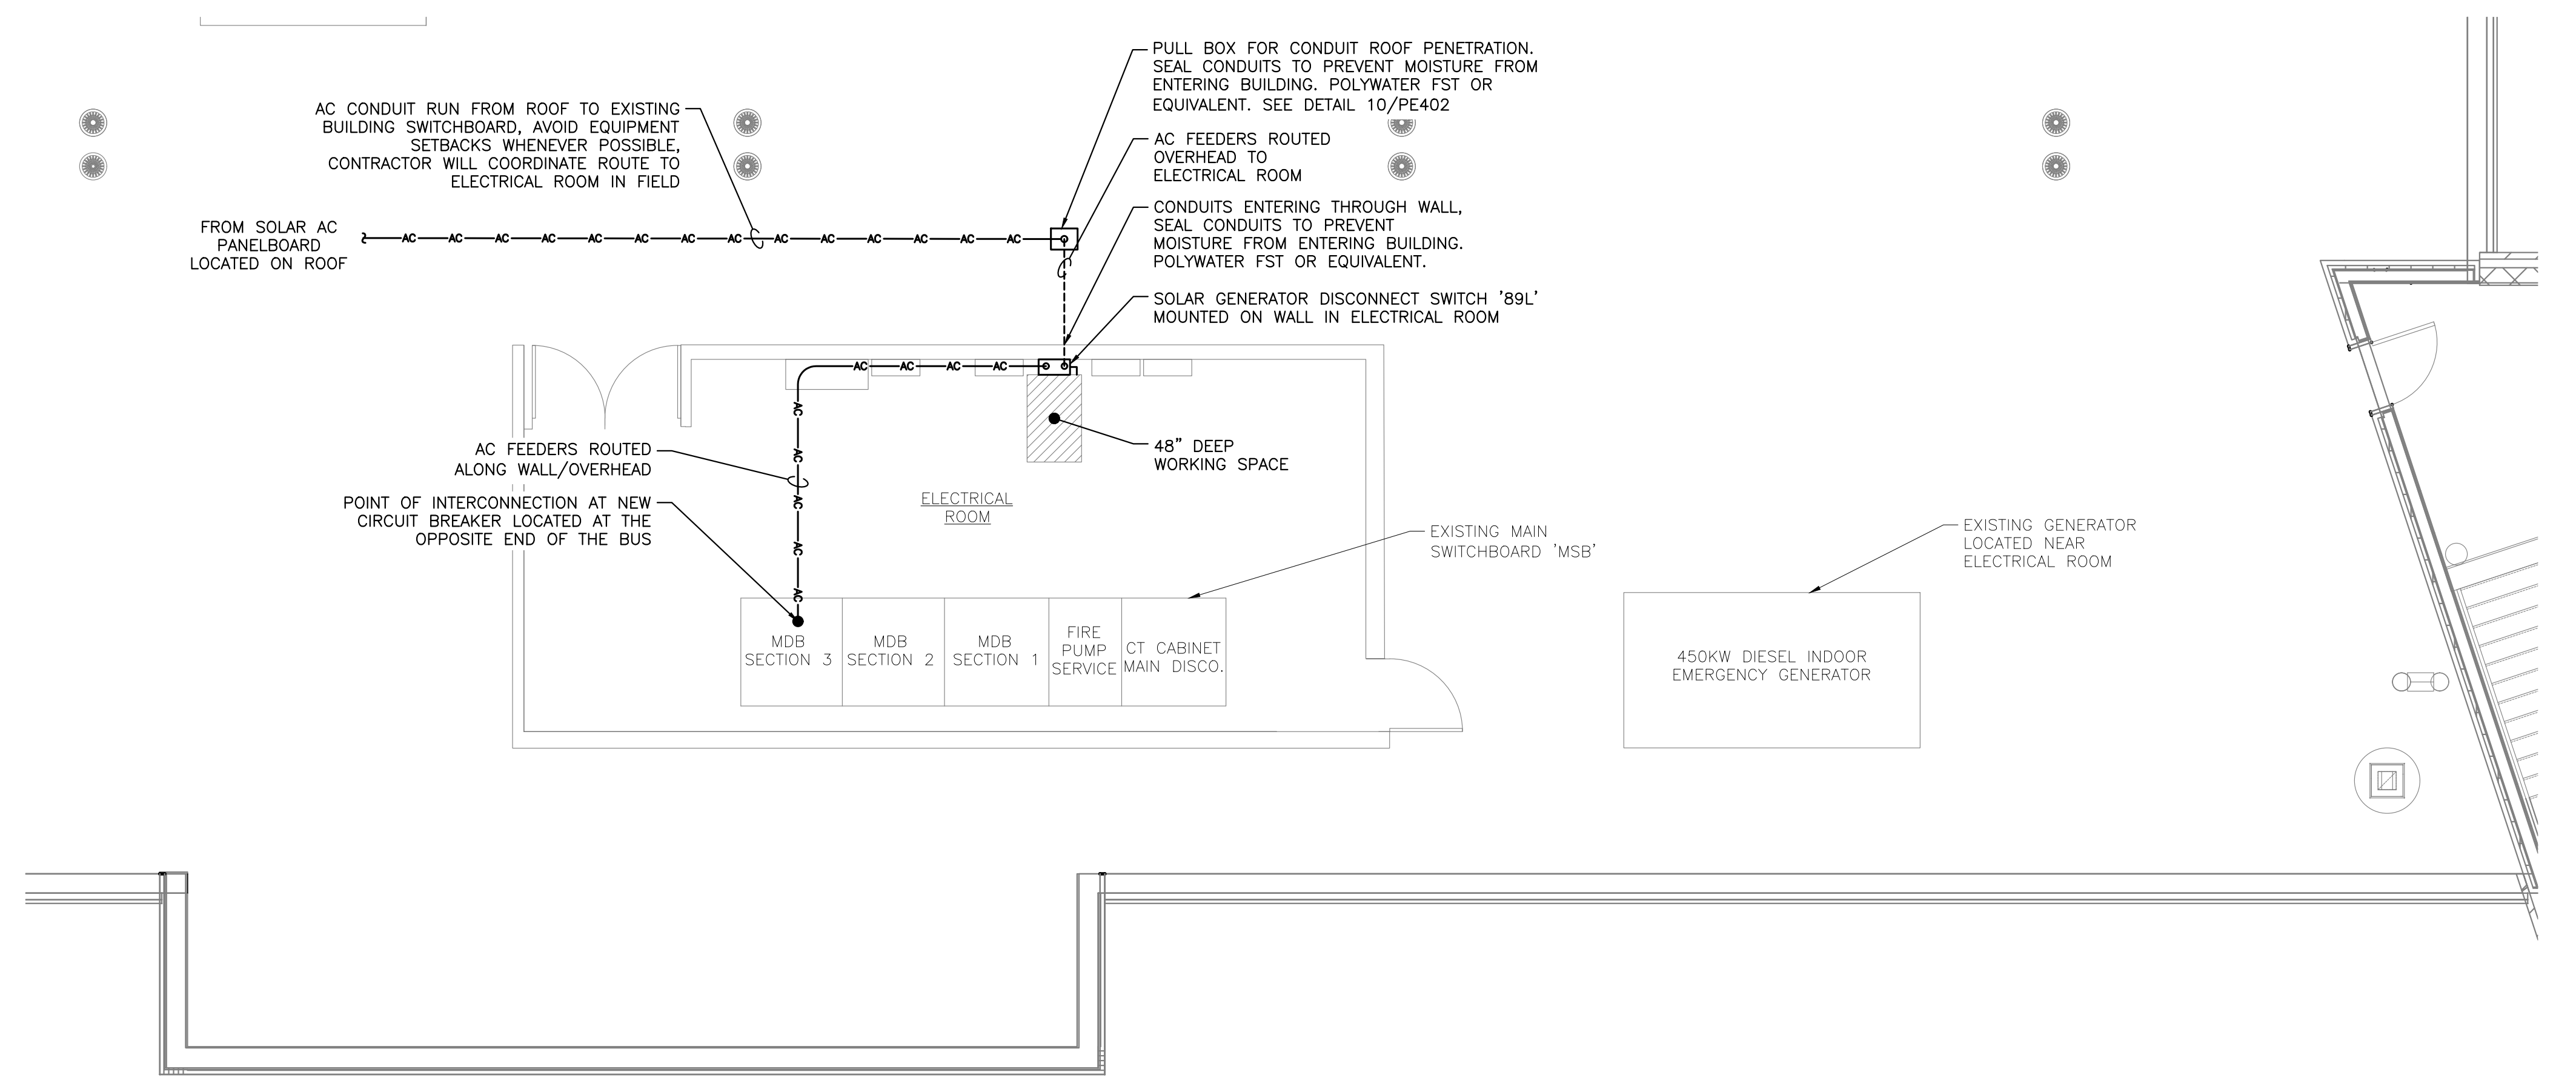 PULL BOX FOR CONDUIT ROOF PENETRATION.
SEAL CONDUITS TO PREVENT MOISTURE FROM
ENTERING BUILDING. POLYWATER FST OR
EQUIVALENT. SEE DETAIL 10/PE402
AC CONDUIT RUN FROM ROOF TO EXISTING
BUILDING SWITCHBOARD, AVOID EQUIPMENT
SETBACKS WHENEVER POSSIBLE,
CONTRACTOR WILL COORDINATE ROUTE TO
ELECTRICAL ROOM IN FIELD
AC FEEDERS ROUTED
OVERHEAD TO
ELECTRICAL ROOM
CONDUITS ENTERING THROUGH WALL,
SEAL CONDUITS TO PREVENT
MOISTURE FROM ENTERING BUILDING.
POLYWATER FST OR EQUIVALENT.
FROM SOLAR AC
PANELBOARD
LOCATED ON ROOF
AC AC AC AC AC AC AC AC AC AC AC AC AC AC
SOLAR GENERATOR DISCONNECT SWITCH '89L'
MOUNTED ON WALL IN ELECTRICAL ROOM
AC AC AC AC
AC
AC
AC
AC
AC
AC FEEDERS ROUTED
ALONG WALL/OVERHEAD
48" DEEP
WORKING SPACE
POINT OF INTERCONNECTION AT NEW
CIRCUIT BREAKER LOCATED AT THE
OPPOSITE END OF THE BUS
ELECTRICAL
ROOM
EXISTING MAIN
SWITCHBOARD 'MSB'
EXISTING GENERATOR
LOCATED NEAR
ELECTRICAL ROOM
MDB
SECTION 3
MDB
SECTION 2
MDB
SECTION 1
FIRE
PUMP
SERVICE
CT CABINET
MAIN DISCO.
450KW DIESEL INDOOR
EMERGENCY GENERATOR